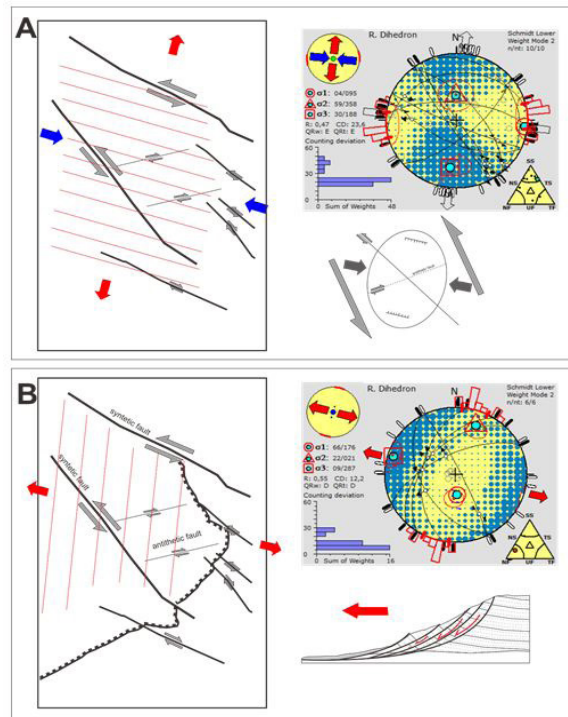 A
R. Dihedron
N
Schmidt Lower
Weight Mode 2
n/nt: 10/10
σ1: 04/095
σ2: 59/358
σ3: 30/188
R: 0,47 CD: 23,6
QRw: E QRt: E
Counting deviation
60
30
0
0 48
Sum of Weights
SS
NS TS
NF UF TF
B
syntetic fault
syntetic fault
antithetic fault
R. Dihedron
N
Schmidt Lower
Weight Mode 2
n/nt: 6/6
σ1: 66/176
σ2: 22/021
σ3: 09/287
R: 0,55 CD: 12,2
QRw: D QRt: D
Counting deviation
60
30
0
0 16
Sum of Weights
SS
NS TS
NF UF TF